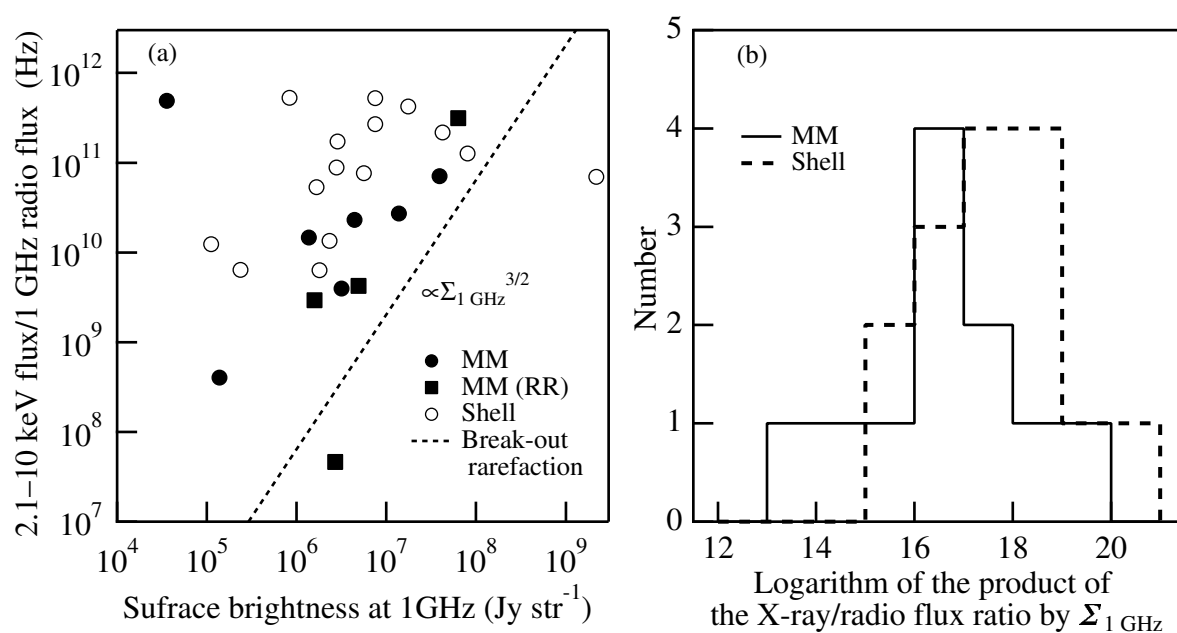 (a)
2.1–10 keV flux/1 GHz radio flux (Hz)
10^12
10^11
10^10
10^9
10^8
10^7
∝Σ1 GHz^3/2
MM
MM (RR)
Shell
Break-out
rarefaction
10^4 10^5 10^6 10^7 10^8 10^9
Sufrace brightness at 1GHz (Jy str^-1)
(b)
Number
5
4
3
2
1
0
MM
Shell
12 14 16 18 20
Logarithm of the product of
the X-ray/radio flux ratio by Σ1 GHz